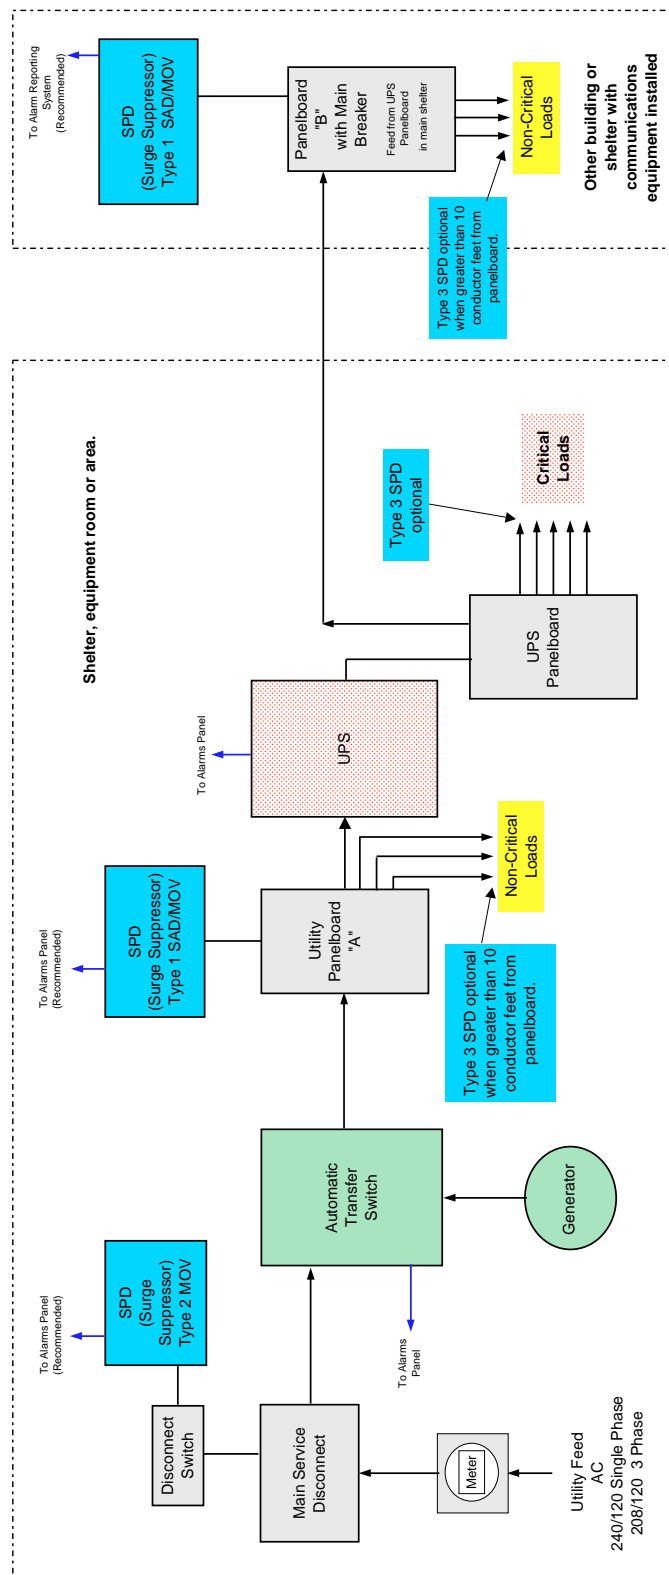 Utility Feed
AC
240/120 Single Phase
208/120 3 Phase
Meter
Main Service
Disconnect
Disconnect
Switch
SPD
(Surge
Suppressor)
Type 2 MOV
To Alarms Panel
(Recommended)
Automatic
Transfer
Switch
To Alarms
Panel
Generator
Utility
Panelboard
"A"
SPD
(Surge Suppressor)
Type 1 SAD/MOV
To Alarms Panel
(Recommended)
Type 3 SPD optional
when greater than 10
conductor feet from
panelboard.
Non-Critical
Loads
UPS
To Alarms Panel
Shelter, equipment room or area.
UPS
Panelboard
Type 3 SPD
optional
Critical
Loads
SPD
(Surge Suppressor)
Type 1 SAD/MOV
To Alarm Reporting
System
(Recommended)
Panelboard
"B"
with Main
Breaker
Feed from UPS
Panelboard
in main shelter
Type 3 SPD optional
when greater than 10
conductor feet from
panelboard.
Non-Critical
Loads
Other building or
shelter with
communications
equipment installed